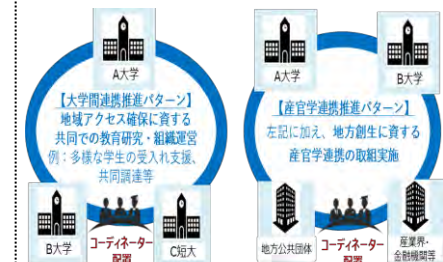 A大学
【大学間連携推進パターン】
地域アクセス確保に資する
共同での教育研究・組織運営
例：多様な学生の受入れ支援、
共同調達等
B大学
コーディネーター
配置
C短大
A大学
B大学
【産官学連携推進パターン】
左記に加え、地方創生に資する
産官学連携の取組実施
地方公共団体
コーディネーター
配置
産業界・
金融機関等